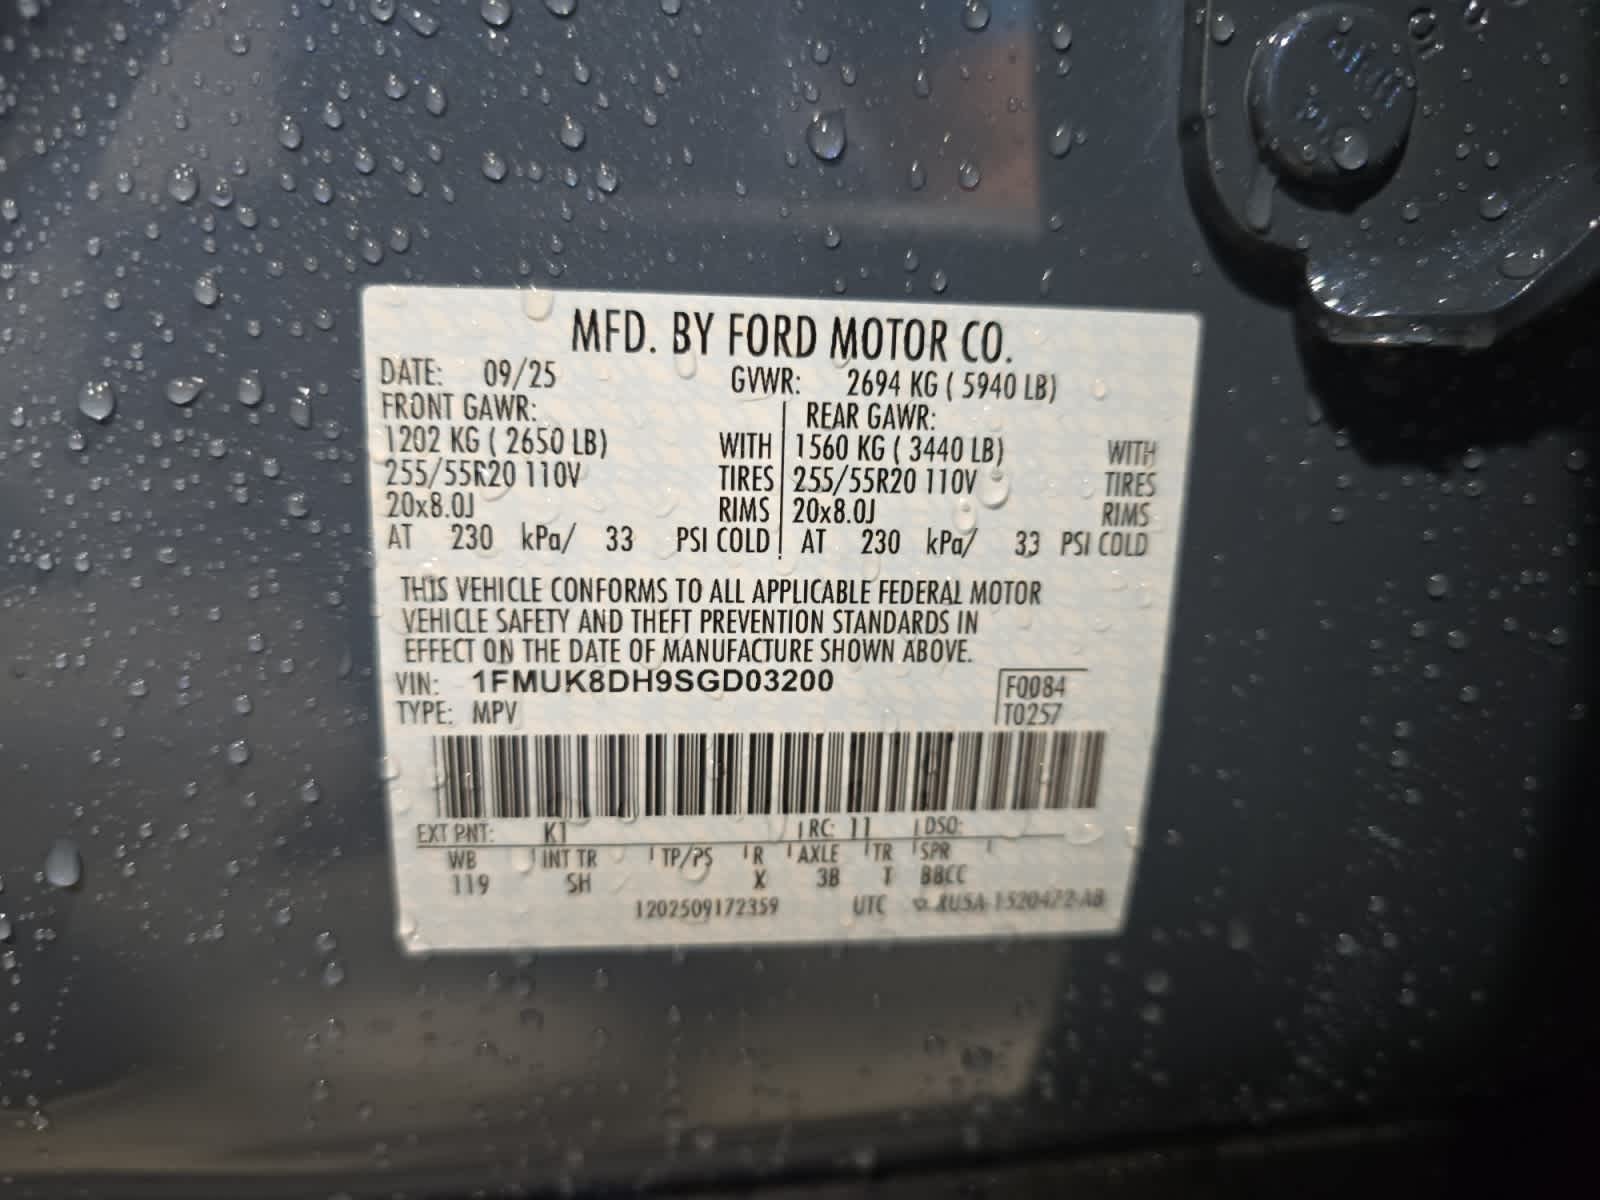 MFD. BY FORD MOTOR CO.
DATE: 09/25 GVWR: 2694 KG ( 5940 LB)
FRONT GAWR: REAR GAWR:
1202 KG ( 2650 LB) WITH 1560 KG ( 3440 LB) WITH
255/55R20 110V TIRES 255/55R20 110V TIRES
20x8.0J RIMS 20x8.0J RIMS
AT 230 kPa/ 33 PSI COLD AT 230 kPa/ 33 PSI COLD
THIS VEHICLE CONFORMS TO ALL APPLICABLE FEDERAL MOTOR
VEHICLE SAFETY AND THEFT PREVENTION STANDARDS IN
EFFECT ON THE DATE OF MANUFACTURE SHOWN ABOVE.
VIN: 1FMUK8DH9SGD03200 F0084
TYPE: MPV T0257
EXT PNT: K1 RC: 11 DSO:
WB INT TR TP/PS R AXLE TR SPR
119 SH X 3B T BBCC
1202509172359 UTC